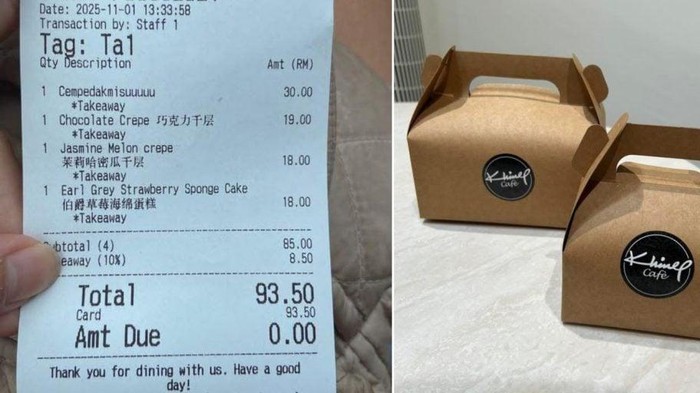 Date: 2025-11-01 13:33:58
Transaction by: Staff 1
Tag: Ta1
Qty Description Amt (RM)
1 Cempedakmisuuuuu 30.00
*Takeaway
1 Chocolate Crepe 巧克力千层 19.00
*Takeaway
1 Jasmine Melon crepe
茉莉哈密瓜千层 18.00
*Takeaway
1 Earl Grey Strawberry Sponge Cake
伯爵草莓海绵蛋糕 18.00
*Takeaway
btotal (4) 85.00
eaway (10%) 8.50
Total 93.50
Card 93.50
Amt Due 0.00
Thank you for dining with us. Have a good
day!
Café
Café